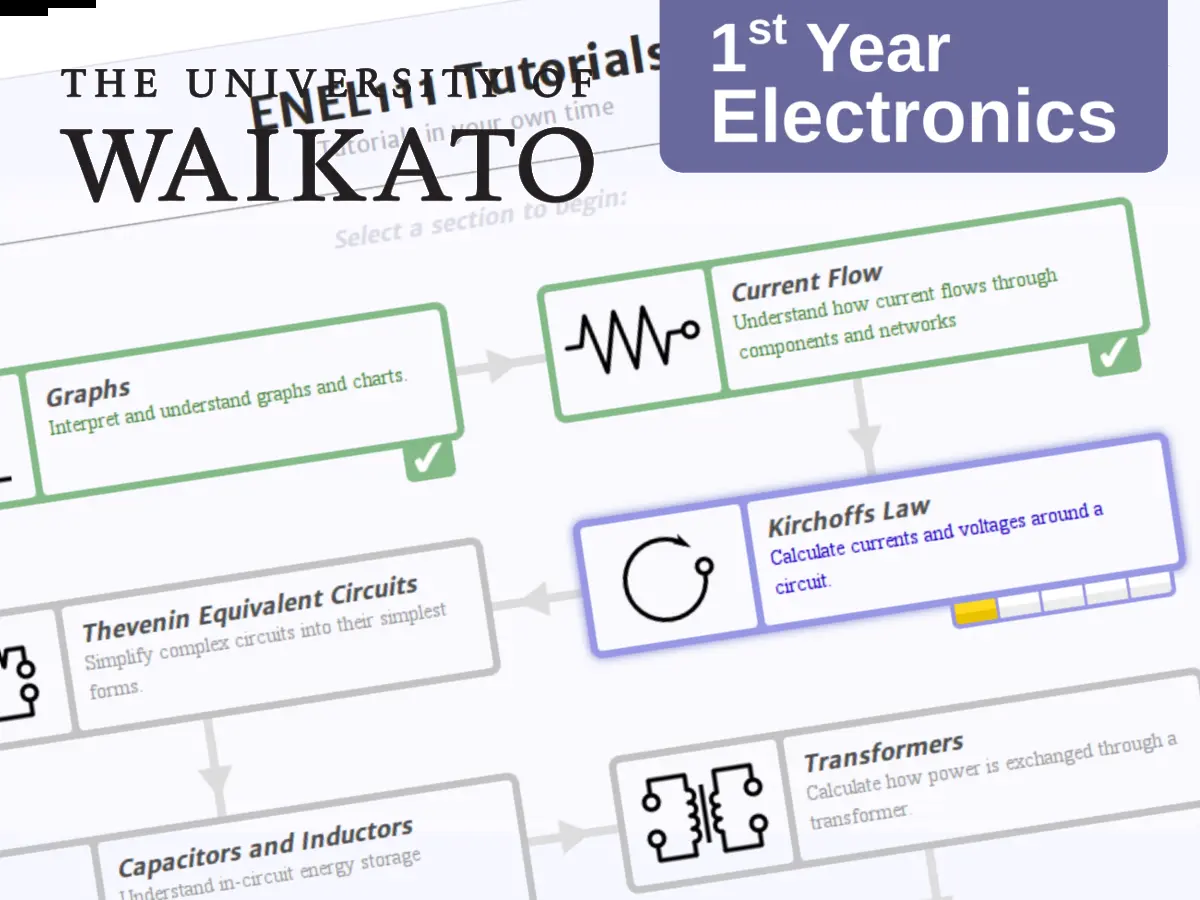 THE UNIVERSITY OF
WAIKATO
1st Year
Electronics
ENEL111 Tutorials
Tutorials in your own time
Select a section to begin:
Graphs
Interpret and understand graphs and charts.
Current Flow
Understand how current flows through
components and networks
Kirchoffs Law
Calculate currents and voltages around a
circuit.
Thevenin Equivalent Circuits
Simplify complex circuits into their simplest
forms.
Transformers
Calculate how power is exchanged through a
transformer.
Capacitors and Inductors
Understand in-circuit energy storage